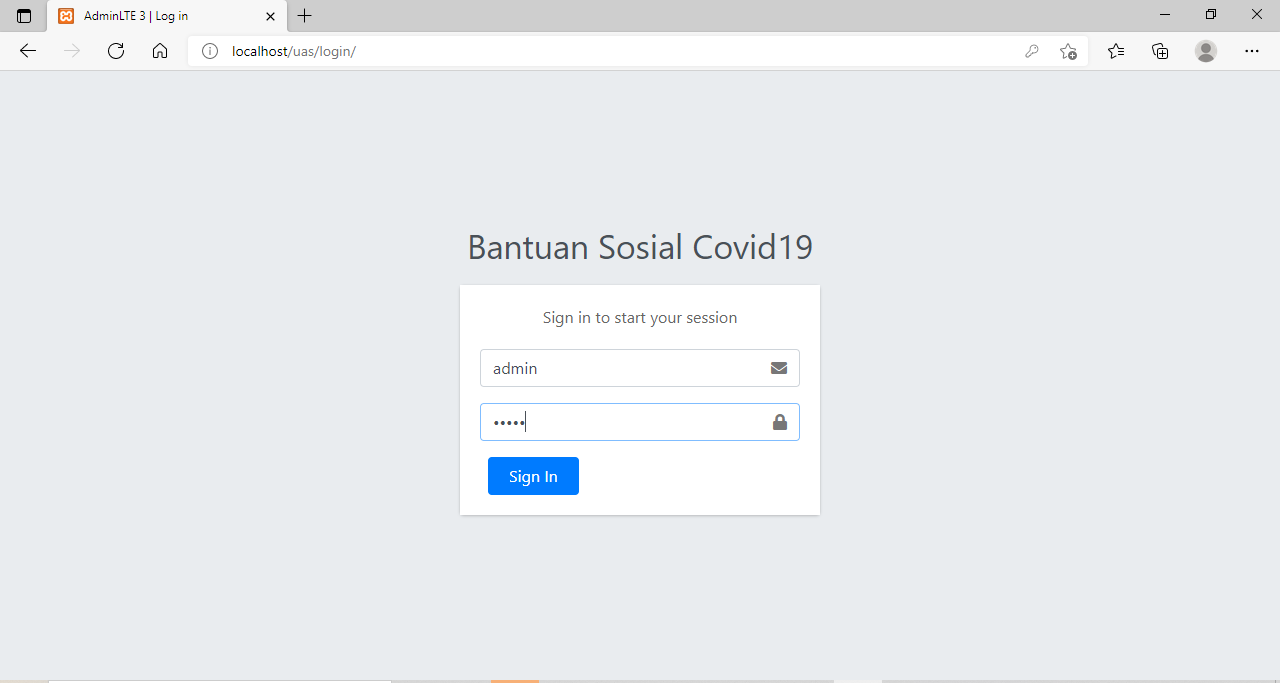 AdminLTE 3 | Log in
localhost/uas/login/
Bantuan Sosial Covid19
Sign in to start your session
admin
•••••
Sign In